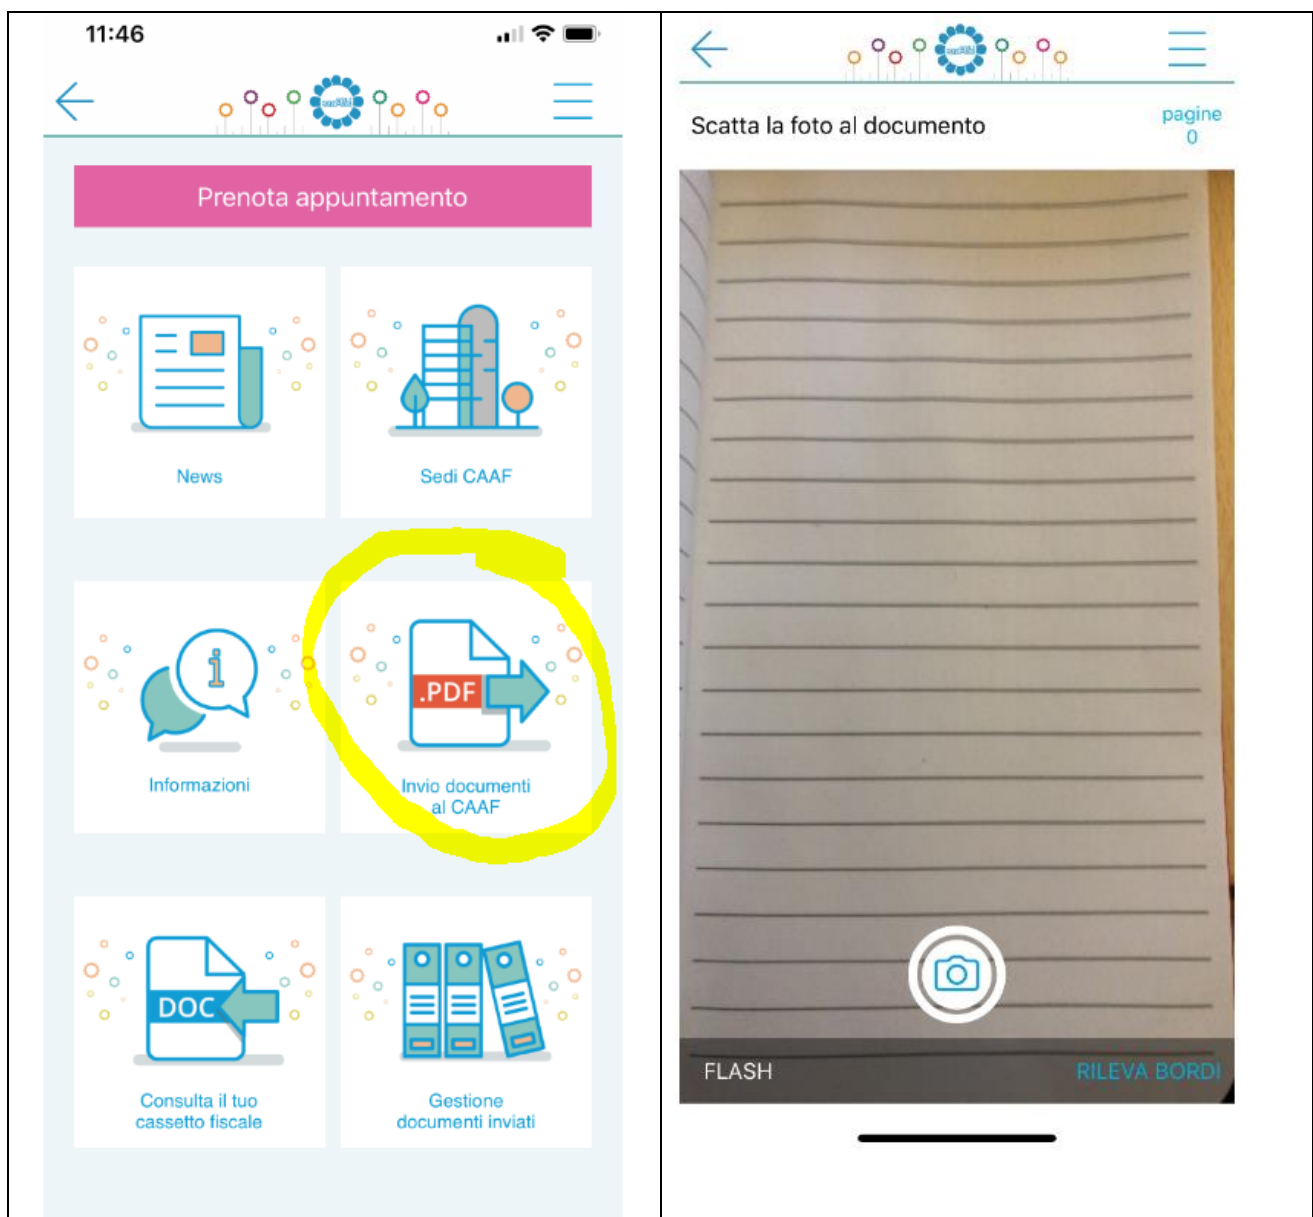 11:46
Prenota appuntamento
News
Sedi CAAF
.PDF
Informazioni
Invio documenti
al CAAF
DOC
Consulta il tuo
cassetto fiscale
Gestione
documenti inviati
Scatta la foto al documento
pagine
0
FLASH
RILEVA BORDI